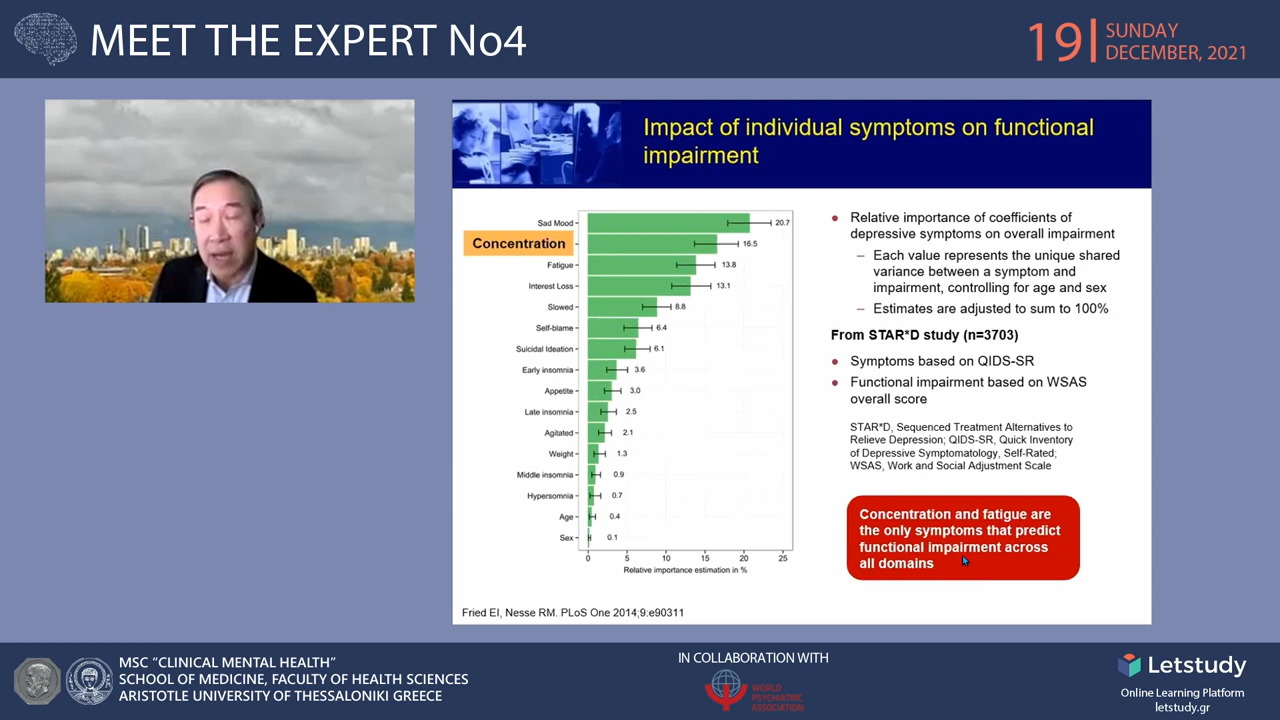 MEET THE EXPERT No4
19 SUNDAY
DECEMBER, 2021
Impact of individual symptoms on functional
impairment
Sad Mood 20.7
Concentration 16.5
Fatigue 13.8
Interest Loss 13.1
Slowed 8.8
Self-blame 6.4
Suicidal Ideation 6.1
Early insomnia 3.6
Appetite 3.0
Late insomnia 2.5
Agitated 2.1
Weight 1.3
Middle insomnia 0.9
Hypersomnia 0.7
Age 0.4
Sex 0.1
0 5 10 15 20 25
Relative importance estimation in %
Relative importance of coefficients of
depressive symptoms on overall impairment
– Each value represents the unique shared
variance between a symptom and
impairment, controlling for age and sex
– Estimates are adjusted to sum to 100%
From STAR*D study (n=3703)
Symptoms based on QIDS-SR
Functional impairment based on WSAS
overall score
STAR*D, Sequenced Treatment Alternatives to
Relieve Depression; QIDS-SR, Quick Inventory
of Depressive Symptomatology, Self-Rated;
WSAS, Work and Social Adjustment Scale
Concentration and fatigue are
the only symptoms that predict
functional impairment across
all domains
Fried EI, Nesse RM. PLoS One 2014;9:e90311
MSC “CLINICAL MENTAL HEALTH”
SCHOOL OF MEDICINE, FACULTY OF HEALTH SCIENCES
ARISTOTLE UNIVERSITY OF THESSALONIKI GREECE
IN COLLABORATION WITH
WORLD
PSYCHIATRIC
ASSOCIATION
Letstudy
Online Learning Platform
letstudy.gr